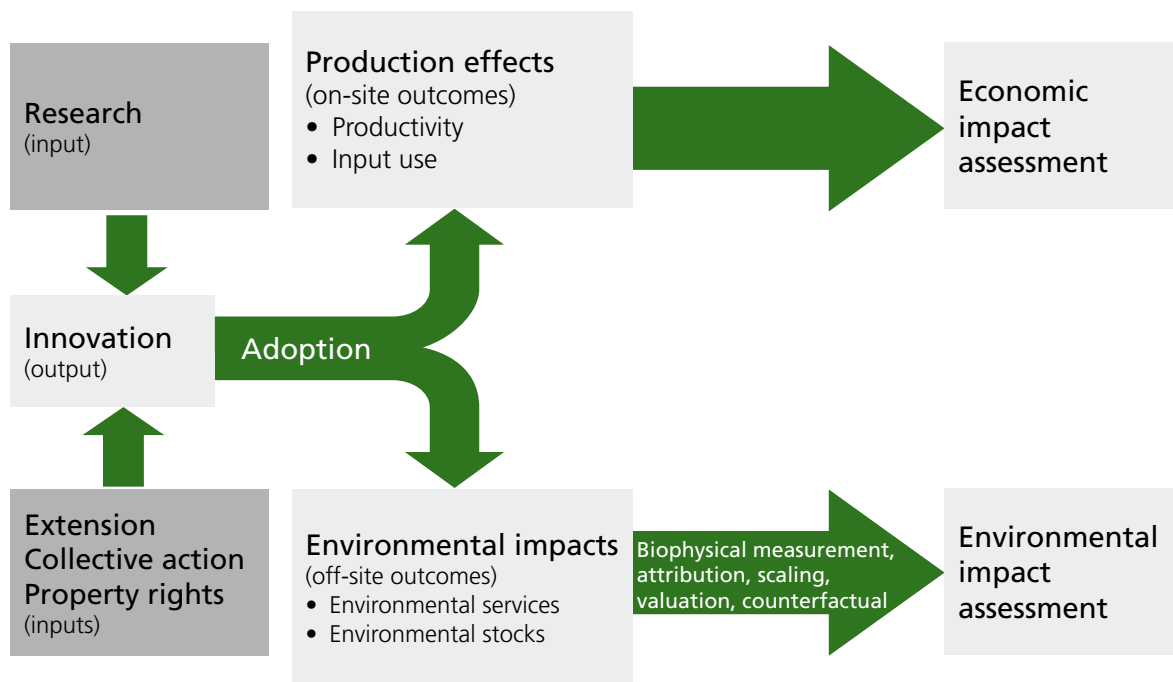 Research
(input)
Production effects
(on-site outcomes)
• Productivity
• Input use
Economic
impact
assessment
Innovation
(output)
Adoption
Extension
Collective action
Property rights
(inputs)
Environmental impacts
(off-site outcomes)
• Environmental services
• Environmental stocks
Biophysical measurement,
attribution, scaling,
valuation, counterfactual
Environmental
impact
assessment